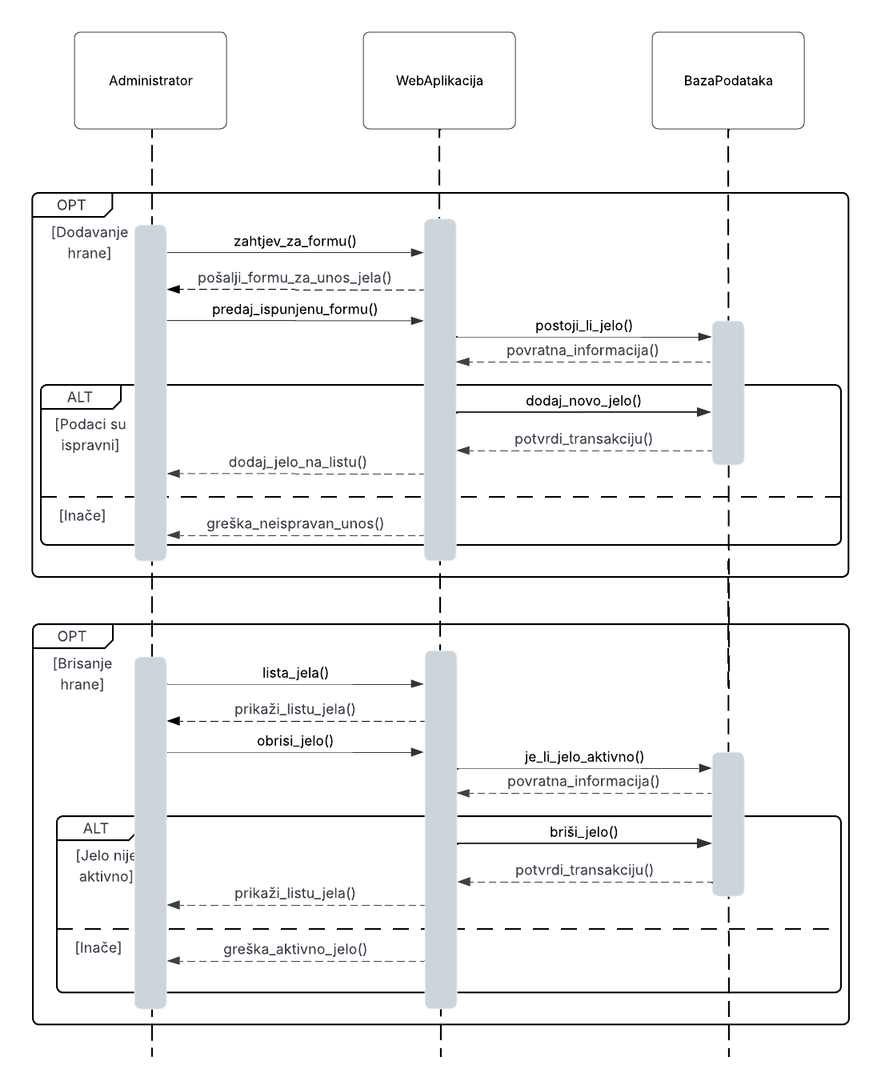 Administrator
WebAplikacija
BazaPodataka
OPT
[Dodavanje
hrane]
zahtjev_za_formu()
pošalji_formu_za_unos_jela()
predaj_ispunjenu_formu()
postoji_li_jelo()
povratna_informacija()
ALT
[Podaci su
ispravni]
dodaj_novo_jelo()
potvrdi_transakciju()
dodaj_jelo_na_listu()
[Inače]
greška_neispravan_unos()
OPT
[Brisanje
hrane]
lista_jela()
prikaži_listu_jela()
obrisi_jelo()
je_li_jelo_aktivno()
povratna_informacija()
ALT
[Jelo nije
aktivno]
briši_jelo()
potvrdi_transakciju()
prikaži_listu_jela()
[Inače]
greška_aktivno_jelo()